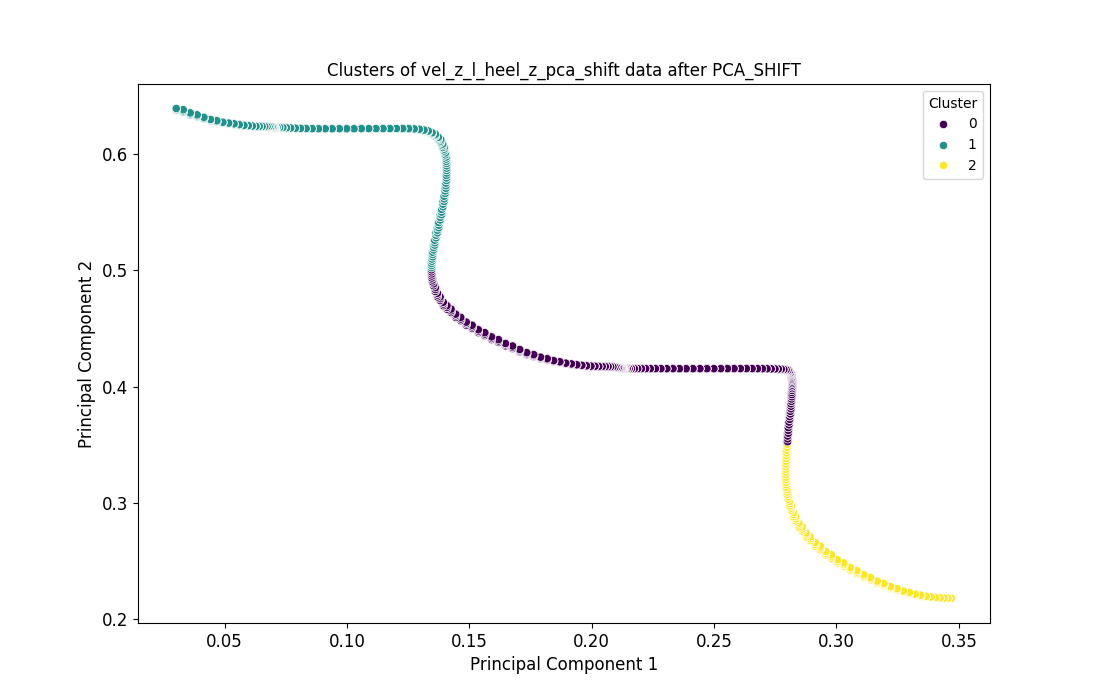 Clusters of vel_z_l_heel_z_pca_shift data after PCA_SHIFT
Cluster
0
1
2
Principal Component 2
0.6
0.5
0.4
0.3
0.2
0.05 0.10 0.15 0.20 0.25 0.30 0.35
Principal Component 1